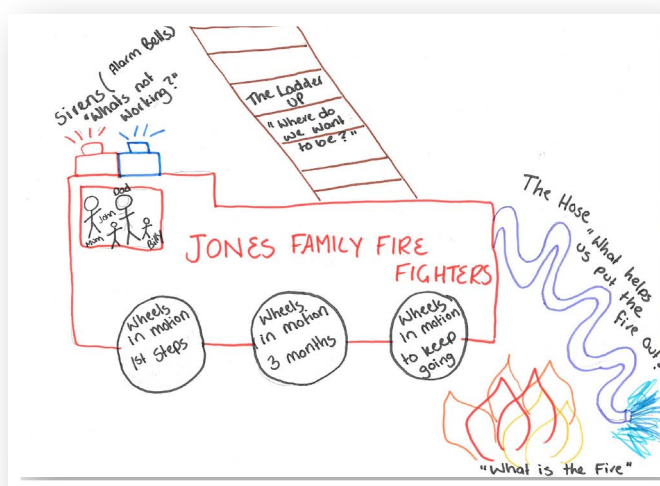 Sirens (Alarm Bells)
"Whats not
working?"
The Ladder
UP
"Where do
we want
to be?"
Dad
John
Mum
Billy
JONES FAMILY FIRE
FIGHTERS
The Hose "What helps
us put the
fire out?
Wheels
in motion
1st Steps
Wheels
in motion
3 months
Wheels
in motion
to keep
going
"What is the Fire"